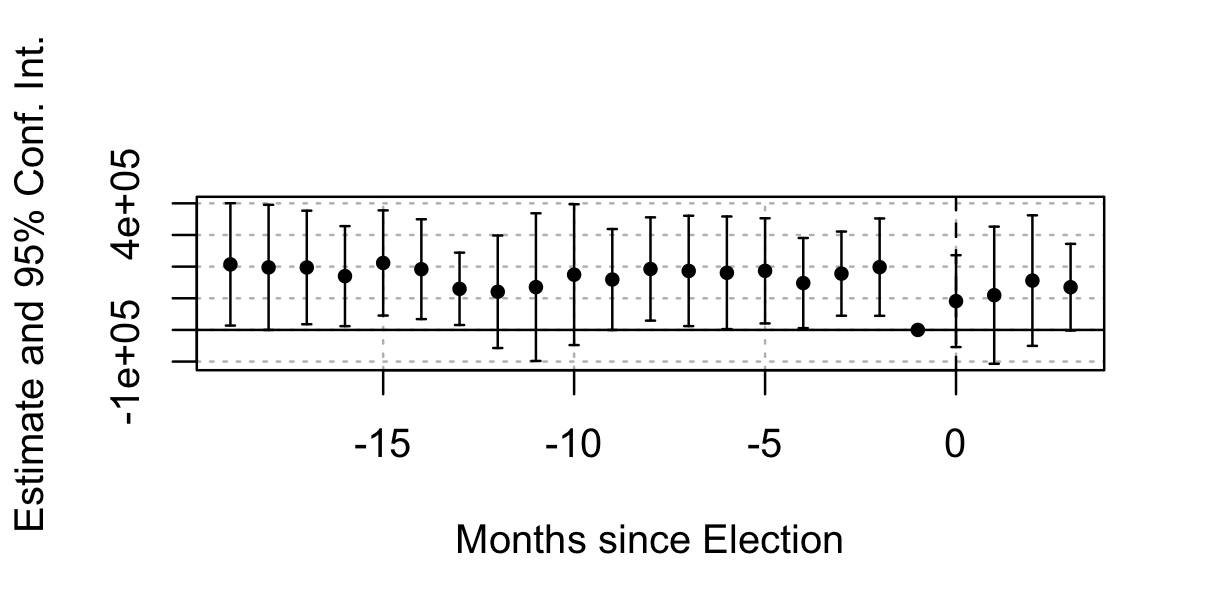 Estimate and 95% Conf. Int.
4e+05
-1e+05
-15 -10 -5 0
Months since Election